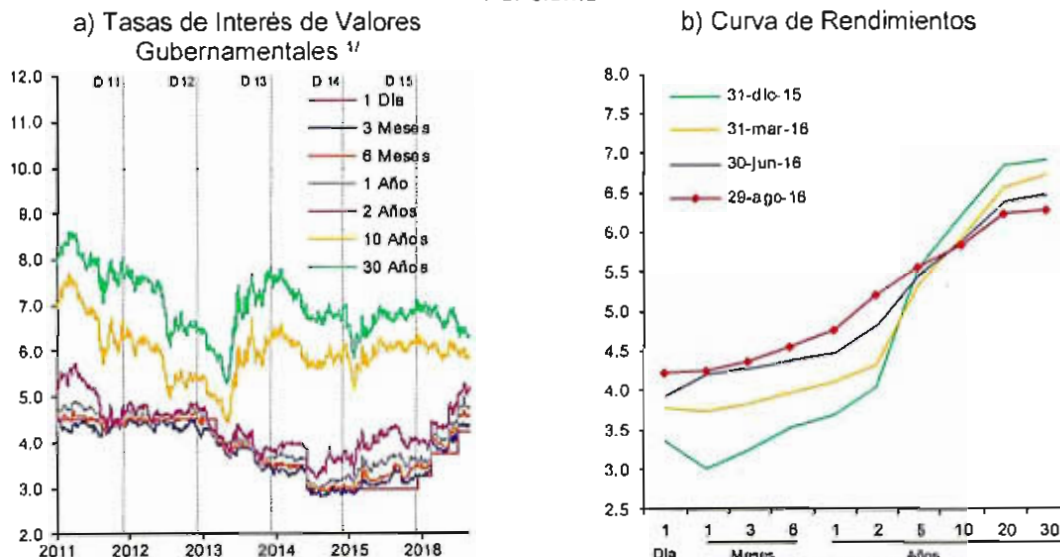 a) Tasas de Interés de Valores
Gubernamentales 1/
12.0
11.0
10.0
9.0
8.0
7.0
6.0
5.0
4.0
3.0
2.0
D 11
D 12
D 13
D 14
D 15
1 Día
3 Meses
6 Meses
1 Año
2 Años
10 Años
30 Años
2011 2012 2013 2014 2015 2016
b) Curva de Rendimientos
8.0
7.5
7.0
6.5
6.0
5.5
5.0
4.5
4.0
3.5
3.0
2.5
31-dic-15
31-mar-16
30-jun-16
29-ago-16
1 1 3 6 1 2 5 10 20 30
Día Meses Años